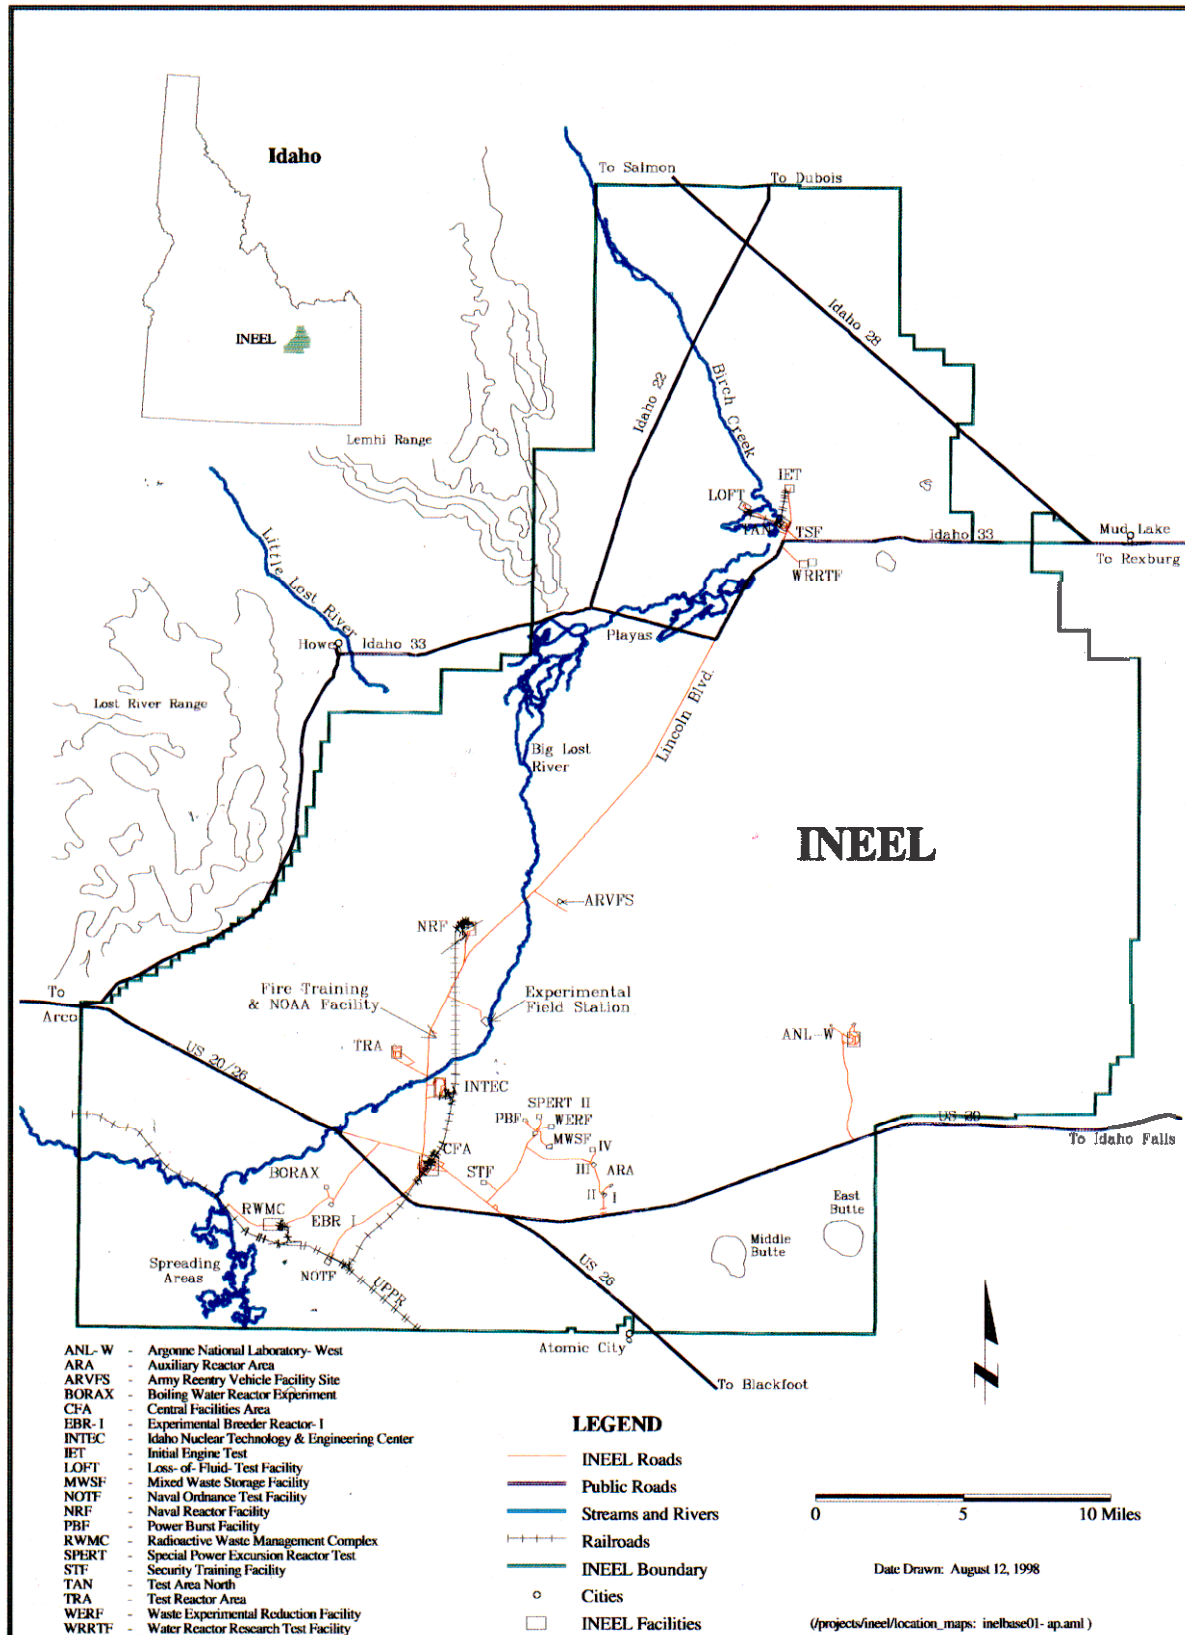 Idaho
To Salmon
To Dubois
INEEL
Idaho 28
Birch Creek
Idaho 22
Lemhi Range
IET
LOFT
TAN
TSF
Idaho 33
Mud Lake
To Rexburg
WRRTF
Little Lost River
Playas
Howe
Idaho 33
Lincoln Blvd.
Lost River Range
Big Lost
River
INEEL
ARVFS
NRF
To
Arco
Fire Training
& NOAA Facility
Experimental
Field Station
US 20/26
TRA
ANL-W
INTEC
SPERT II
PBF
WERF
MWSF
IV
US 20
To Idaho Falls
CFA
III
ARA
STF
BORAX
II
I
RWMC
EBR I
East
Butte
Middle
Butte
Spreading
Areas
NOTF
UPPR
US 26
Atomic City
To Blackfoot
ANL-W - Argonne National Laboratory-West
ARA - Auxiliary Reactor Area
ARVFS - Army Reentry Vehicle Facility Site
BORAX - Boiling Water Reactor Experiment
CFA - Central Facilities Area
EBR-I - Experimental Breeder Reactor-I
INTEC - Idaho Nuclear Technology & Engineering Center
IET - Initial Engine Test
LOFT - Loss-of-Fluid-Test Facility
MWSF - Mixed Waste Storage Facility
NOTF - Naval Ordnance Test Facility
NRF - Naval Reactor Facility
PBF - Power Burst Facility
RWMC - Radioactive Waste Management Complex
SPERT - Special Power Excursion Reactor Test
STF - Security Training Facility
TAN - Test Area North
TRA - Test Reactor Area
WERF - Waste Experimental Reduction Facility
WRRTF - Water Reactor Research Test Facility
LEGEND
INEEL Roads
Public Roads
Streams and Rivers
Railroads
INEEL Boundary
Cities
INEEL Facilities
0 5 10 Miles
N
Date Drawn: August 12, 1998
(/projects/ineel/location_maps: inelbase01-ap.aml )